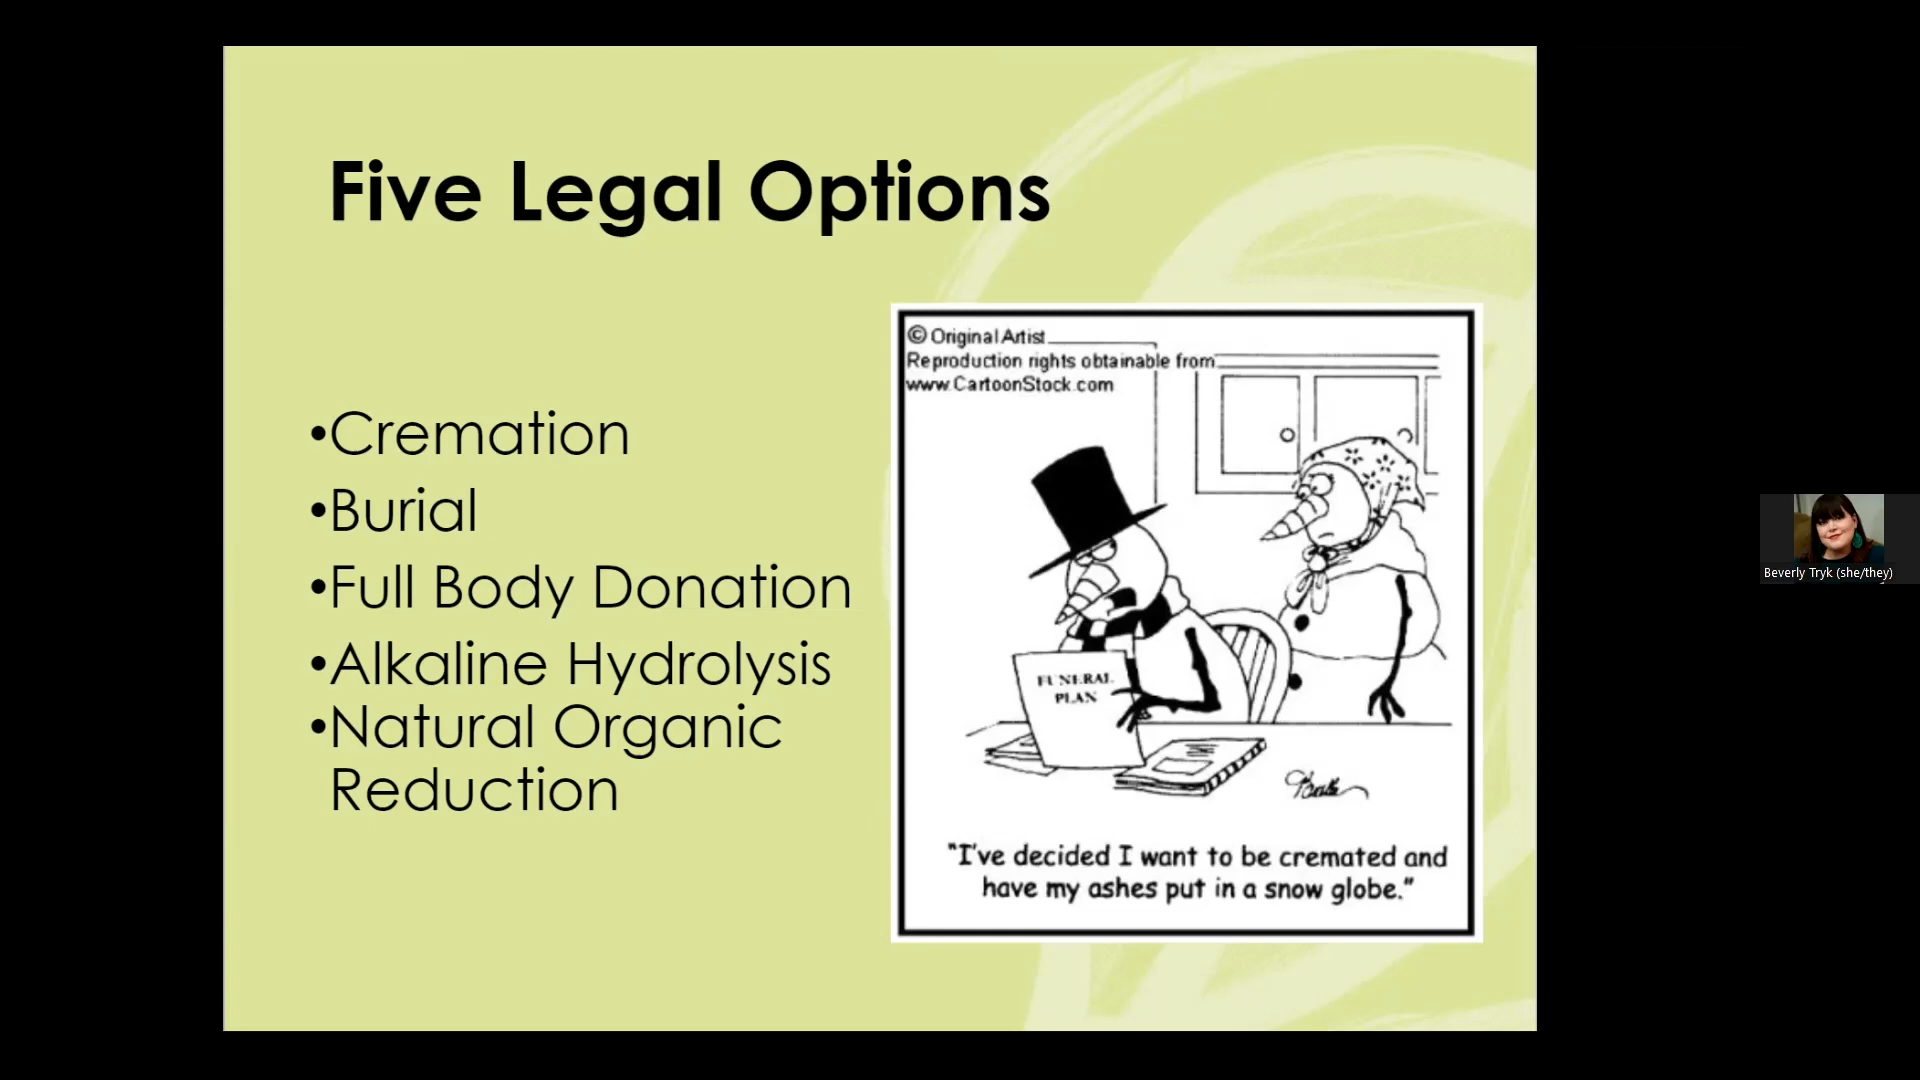 Five Legal Options
•Cremation
•Burial
•Full Body Donation
•Alkaline Hydrolysis
•Natural Organic
Reduction
© Original Artist
Reproduction rights obtainable from
www.CartoonStock.com
FUNERAL
PLAN
"I've decided I want to be cremated and
have my ashes put in a snow globe."
Beverly Tryk (she/they)